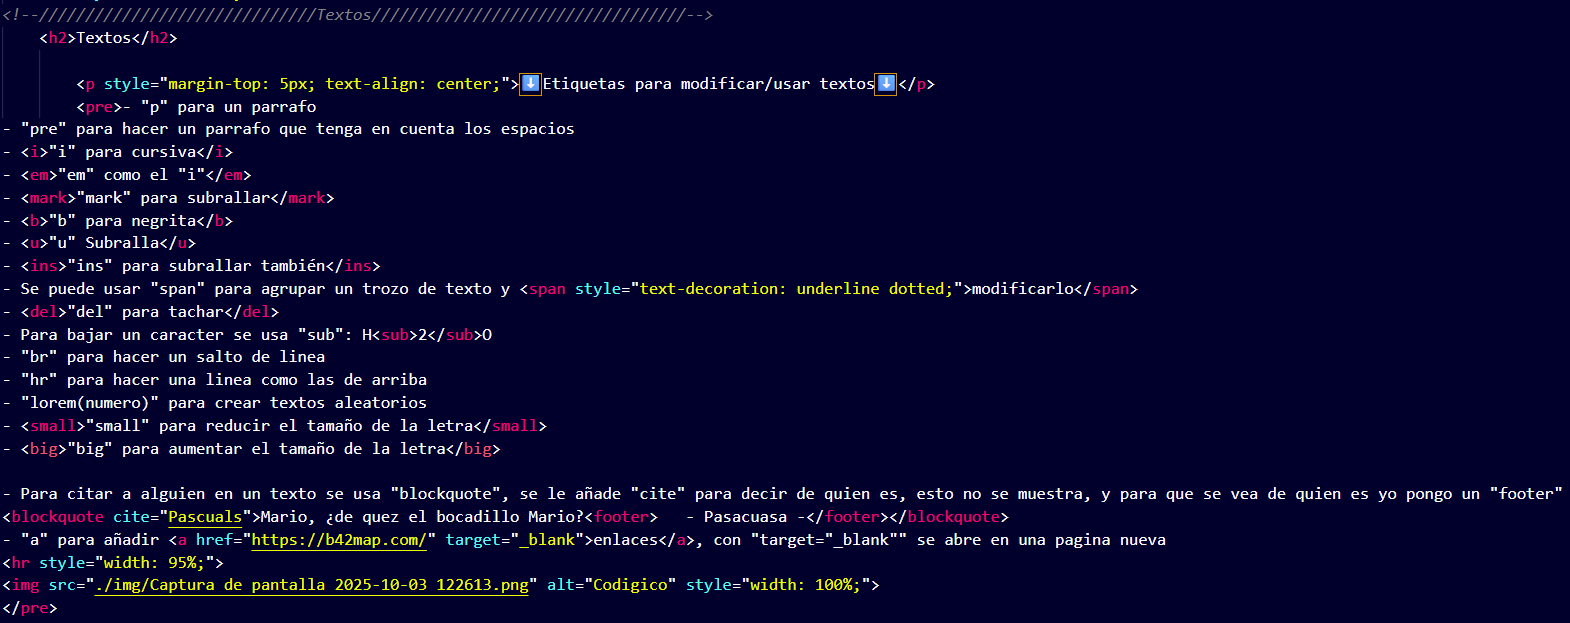 <!--//////////////////////////////Textos//////////////////////////////////-->
<h2>Textos</h2>
<p style="margin-top: 5px; text-align: center;">⬇️Etiquetas para modificar/usar textos⬇️</p>
<pre>- "p" para un parrafo
- "pre" para hacer un parrafo que tenga en cuenta los espacios
- <i>"i" para cursiva</i>
- <em>"em" como el "i"</em>
- <mark>"mark" para subrallar</mark>
- <b>"b" para negrita</b>
- <u>"u" Subralla</u>
- <ins>"ins" para subrallar también</ins>
- Se puede usar "span" para agrupar un trozo de texto y <span style="text-decoration: underline dotted;">modificarlo</span>
- <del>"del" para tachar</del>
- Para bajar un caracter se usa "sub": H<sub>2</sub>O
- "br" para hacer un salto de linea
- "hr" para hacer una linea como las de arriba
- "lorem(numero)" para crear textos aleatorios
- <small>"small" para reducir el tamaño de la letra</small>
- <big>"big" para aumentar el tamaño de la letra</big>
- Para citar a alguien en un texto se usa "blockquote", se le añade "cite" para decir de quien es, esto no se muestra, y para que se vea de quien es yo pongo un "footer"
<blockquote cite="Pascuals">Mario, ¿de quez el bocadillo Mario?<footer>   - Pasacuasa -</footer></blockquote>
- "a" para añadir <a href="https://b42map.com/" target="_blank">enlaces</a>, con "target="_blank"" se abre en una pagina nueva
<hr style="width: 95%;">
<img src="./img/Captura de pantalla 2025-10-03 122613.png" alt="Codigico" style="width: 100%;">
</pre>